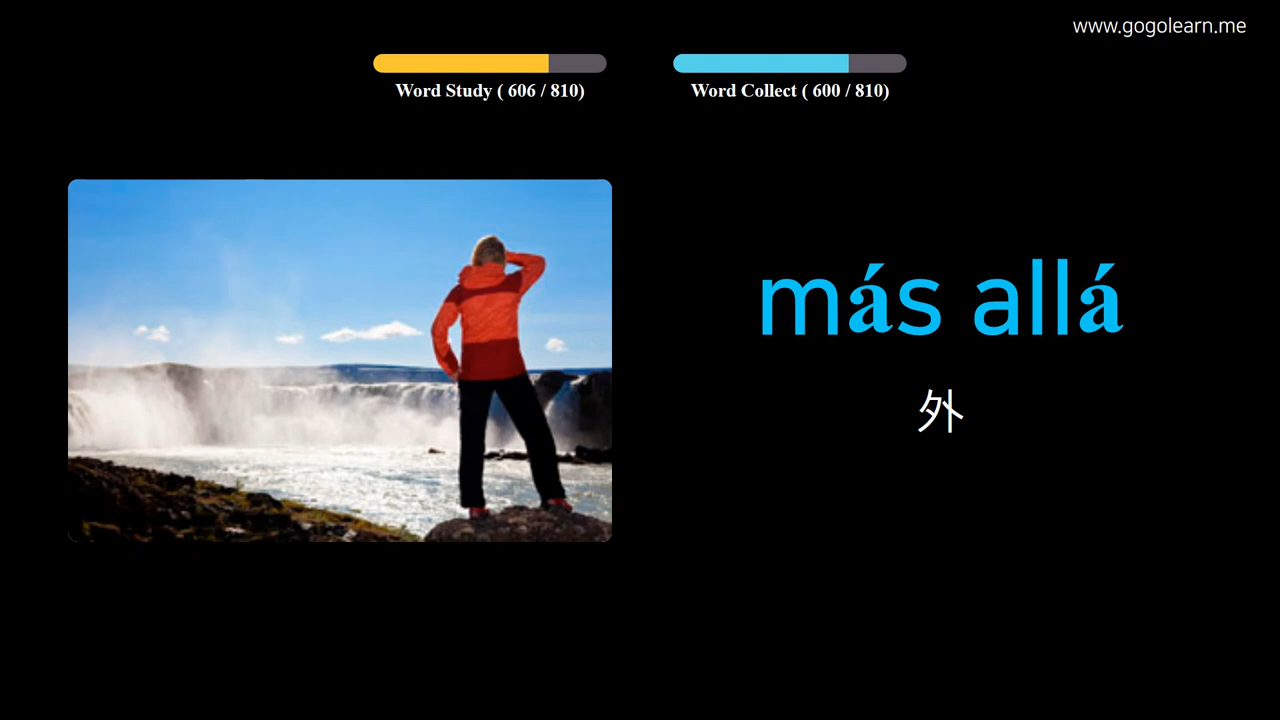 www.gogolearn.me
Word Study ( 606 / 810)
Word Collect ( 600 / 810)
más allá
外